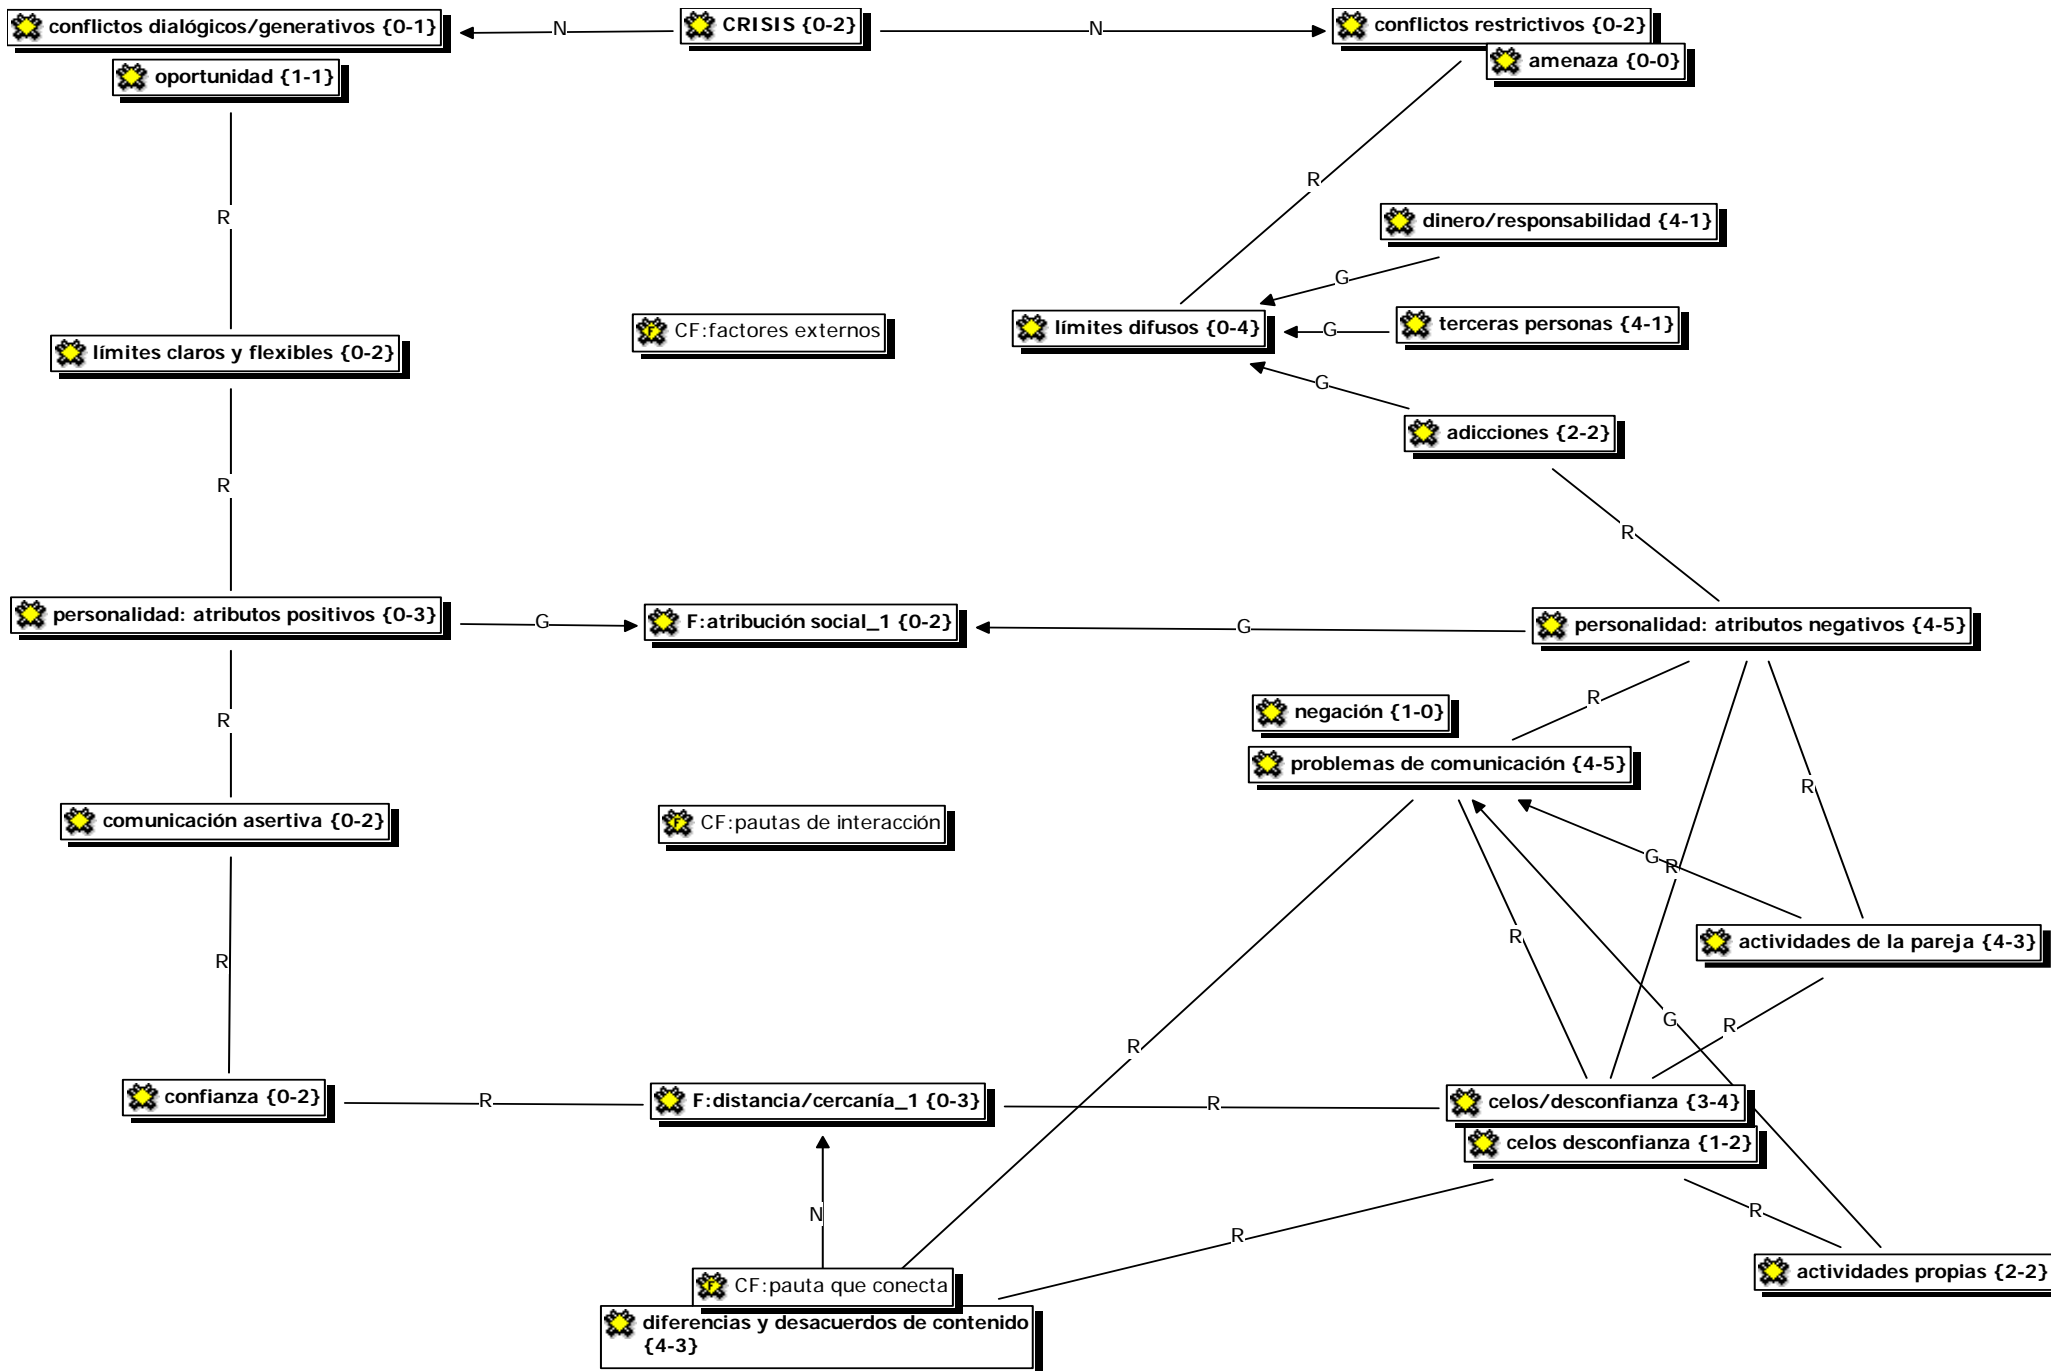 conflictos dialógicos/generativos {0-1}
N
CRISIS {0-2}
N
conflictos restrictivos {0-2}
oportunidad {1-1}
amenaza {0-0}
R
R
dinero/responsabilidad {4-1}
G
límites claros y flexibles {0-2}
F CF:factores externos
límites difusos {0-4}
G
terceras personas {4-1}
G
adicciones {2-2}
R
R
personalidad: atributos positivos {0-3}
G
F:atribución social_1 {0-2}
G
personalidad: atributos negativos {4-5}
R
negación {1-0}
R
problemas de comunicación {4-5}
R
comunicación asertiva {0-2}
F CF:pautas de interacción
G
R
R
actividades de la pareja {4-3}
R
G
R
R
confianza {0-2}
R
F:distancia/cercanía_1 {0-3}
R
celos/desconfianza {3-4}
celos desconfianza {1-2}
N
R
R
F CF:pauta que conecta
actividades propias {2-2}
diferencias y desacuerdos de contenido
{4-3}